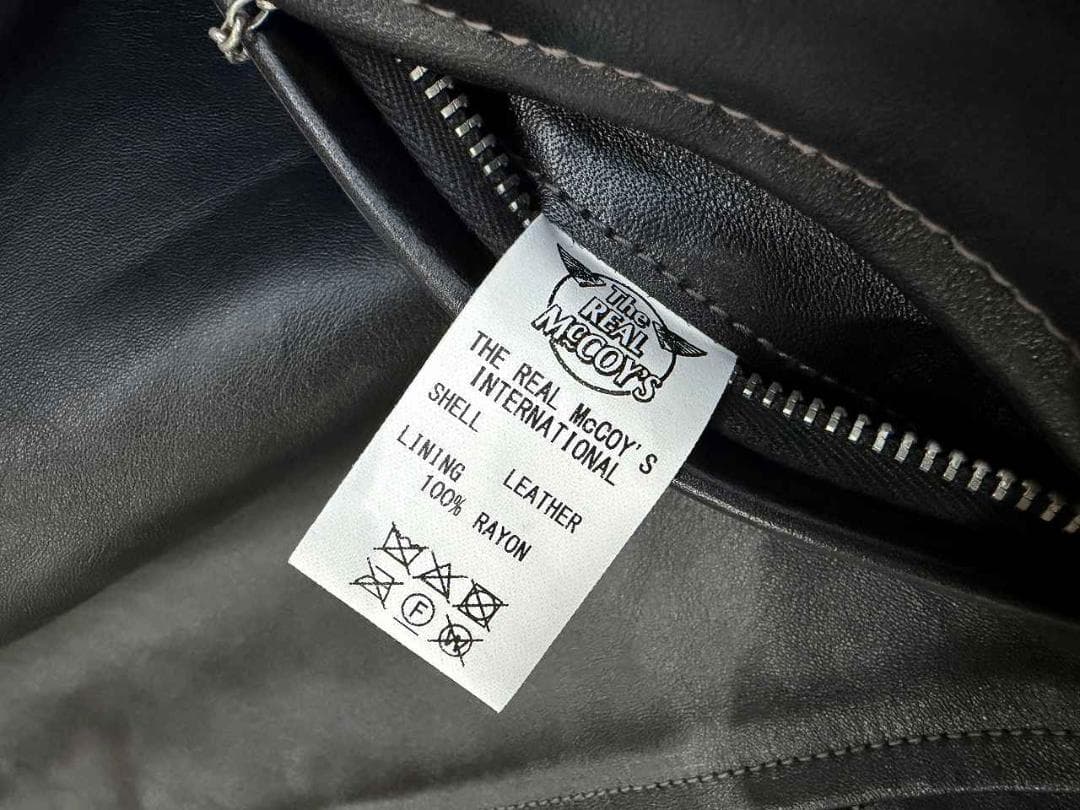 The
REAL
McCOY'S
THE REAL McCOY'S
INTERNATIONAL
SHELL
LEATHER
LINING
100% RAYON
F
W